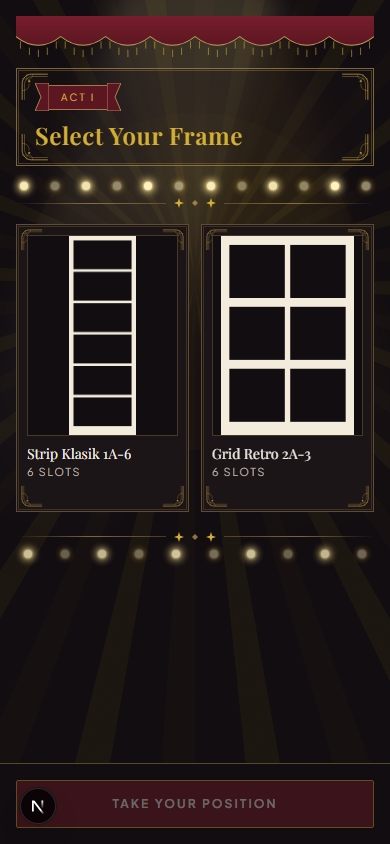 ACT I
Select Your Frame
Strip Klasik 1A-6
6 SLOTS
Grid Retro 2A-3
6 SLOTS
N
TAKE YOUR POSITION